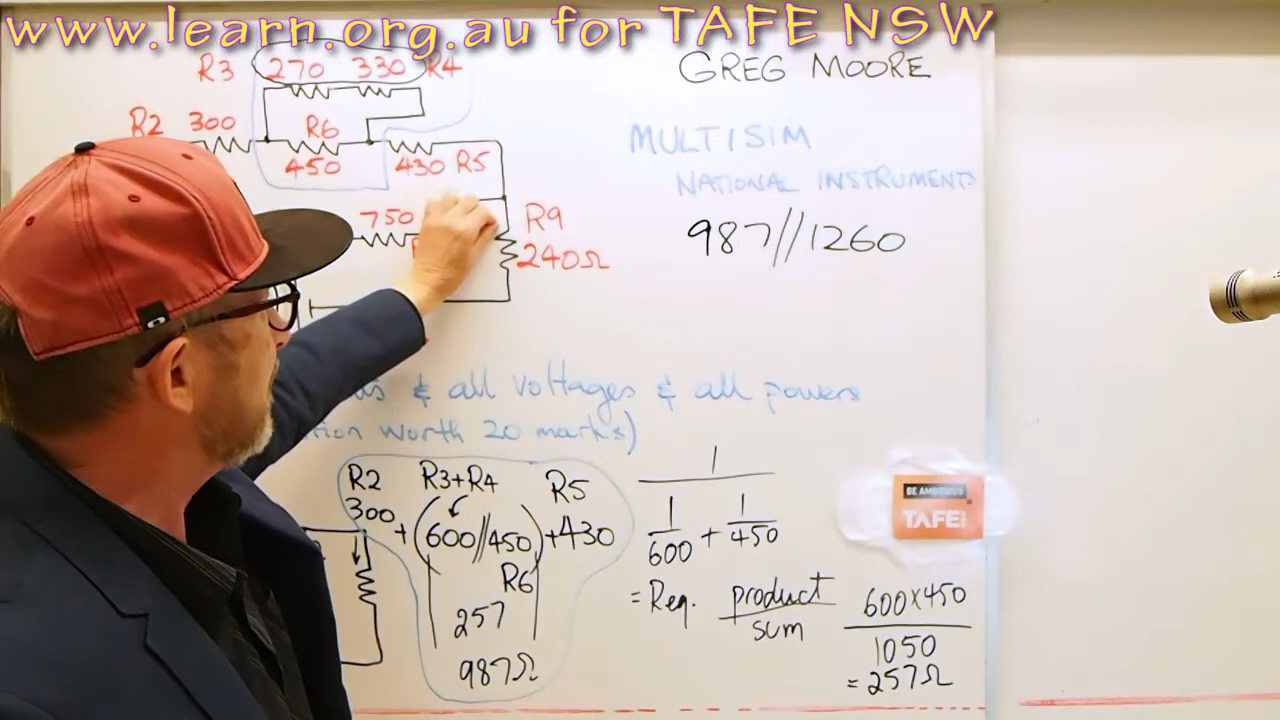 www.learn.org.au for TAFE NSW
R3 270 330 R4
GREG MOORE
R2 300 R6
450 430 R5
MULTISIM
NATIONAL INSTRUMENTS
750 R9
240Ω
987//1260
& all voltages & all powers
worth 20 marks)
R2 R3+R4 R5
300 + (600//450) +430
R6
257
987Ω
1
1 + 1
600 450
= Req. product
sum
600x450
1050
= 257Ω
BE AMBITIOUS
TAFE